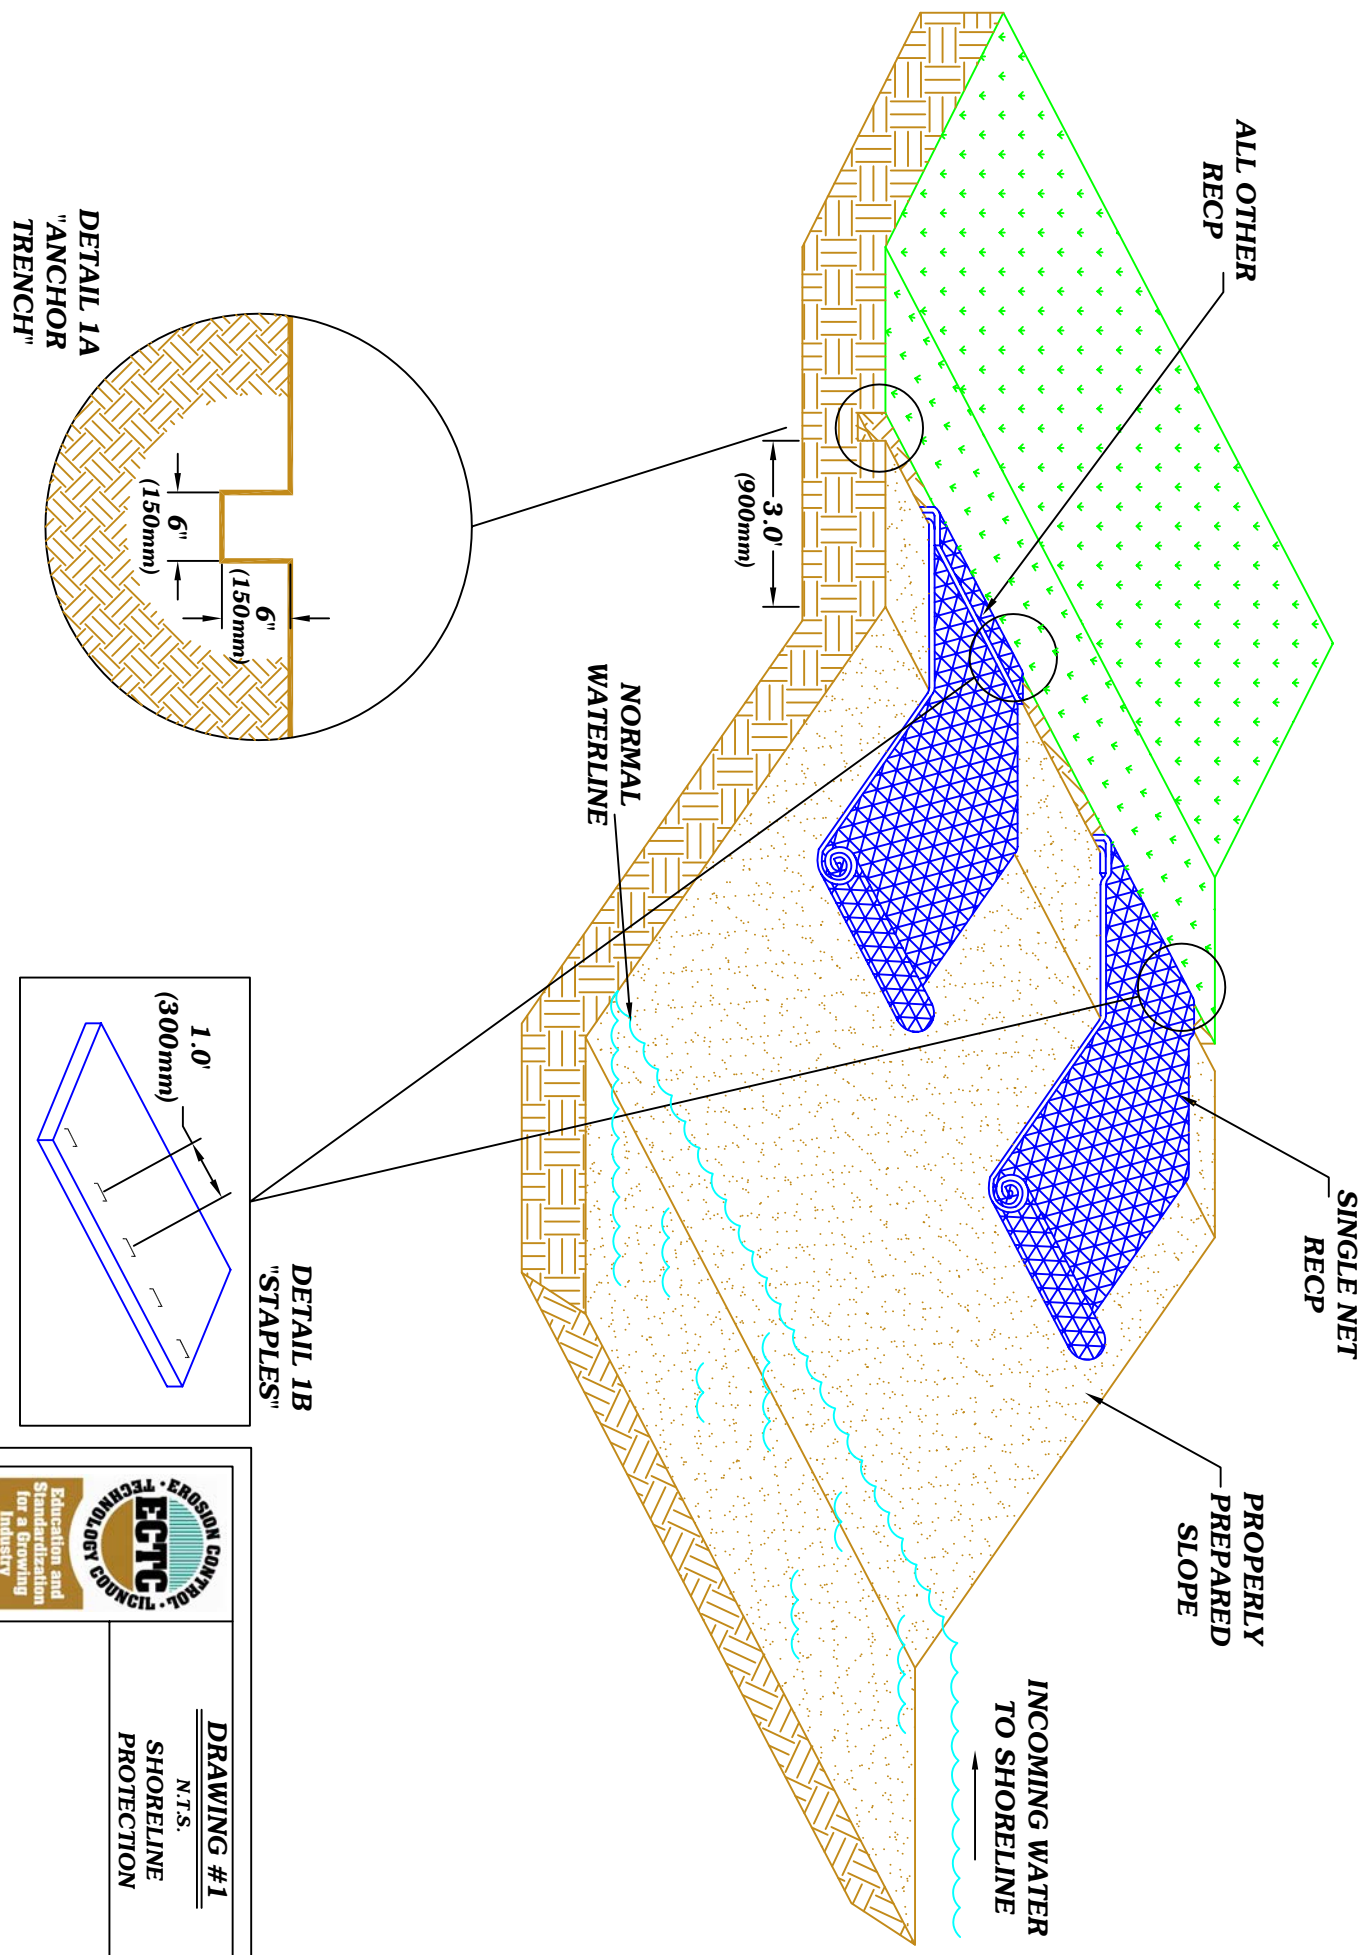 ALL OTHER
RECP
SINGLE NET
RECP
PROPERLY
PREPARED
SLOPE
INCOMING WATER
TO SHORELINE
3.0'
(900mm)
NORMAL
WATERLINE
6"
(150mm)
6"
(150mm)
DETAIL 1A
"ANCHOR
TRENCH"
1.0'
(300mm)
DETAIL 1B
"STAPLES"
EROSION CONTROL
TECHNOLOGY COUNCIL
ECTC
Education and
Standardization
for a Growing
Industry
DRAWING #1
N.T.S.
SHORELINE
PROTECTION